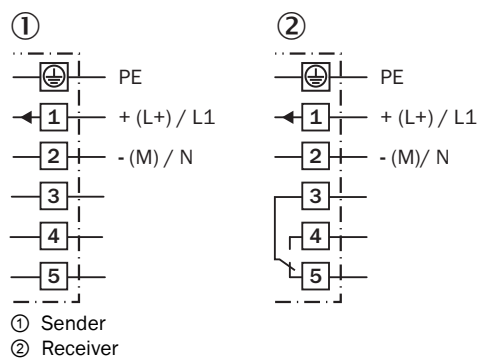 ① ②
PE PE
1 + (L+) / L1 1 + (L+) / L1
2 - (M) / N 2 - (M)/ N
3 3
4 4
5 5
① Sender
② Receiver